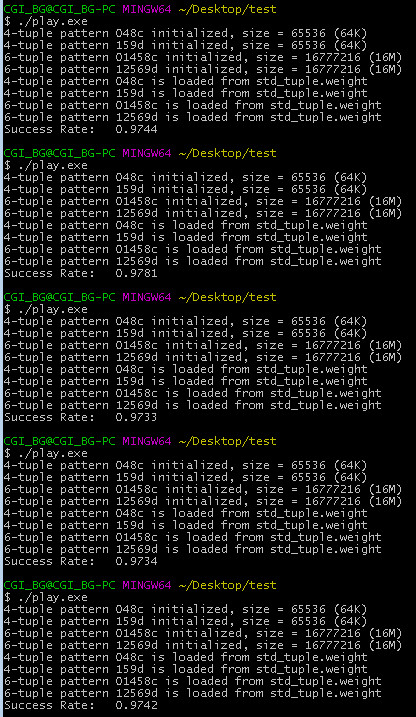 CGI_BG@CGI_BG-PC MINGW64 ~/Desktop/test
$ ./play.exe
4-tuple pattern 048c initialized, size = 65536 (64K)
4-tuple pattern 159d initialized, size = 65536 (64K)
6-tuple pattern 01458c initialized, size = 16777216 (16M)
6-tuple pattern 12569d initialized, size = 16777216 (16M)
4-tuple pattern 048c is loaded from std_tuple.weight
4-tuple pattern 159d is loaded from std_tuple.weight
6-tuple pattern 01458c is loaded from std_tuple.weight
6-tuple pattern 12569d is loaded from std_tuple.weight
Success Rate:   0.9744
CGI_BG@CGI_BG-PC MINGW64 ~/Desktop/test
$ ./play.exe
4-tuple pattern 048c initialized, size = 65536 (64K)
4-tuple pattern 159d initialized, size = 65536 (64K)
6-tuple pattern 01458c initialized, size = 16777216 (16M)
6-tuple pattern 12569d initialized, size = 16777216 (16M)
4-tuple pattern 048c is loaded from std_tuple.weight
4-tuple pattern 159d is loaded from std_tuple.weight
6-tuple pattern 01458c is loaded from std_tuple.weight
6-tuple pattern 12569d is loaded from std_tuple.weight
Success Rate:   0.9781
CGI_BG@CGI_BG-PC MINGW64 ~/Desktop/test
$ ./play.exe
4-tuple pattern 048c initialized, size = 65536 (64K)
4-tuple pattern 159d initialized, size = 65536 (64K)
6-tuple pattern 01458c initialized, size = 16777216 (16M)
6-tuple pattern 12569d initialized, size = 16777216 (16M)
4-tuple pattern 048c is loaded from std_tuple.weight
4-tuple pattern 159d is loaded from std_tuple.weight
6-tuple pattern 01458c is loaded from std_tuple.weight
6-tuple pattern 12569d is loaded from std_tuple.weight
Success Rate:   0.9733
CGI_BG@CGI_BG-PC MINGW64 ~/Desktop/test
$ ./play.exe
4-tuple pattern 048c initialized, size = 65536 (64K)
4-tuple pattern 159d initialized, size = 65536 (64K)
6-tuple pattern 01458c initialized, size = 16777216 (16M)
6-tuple pattern 12569d initialized, size = 16777216 (16M)
4-tuple pattern 048c is loaded from std_tuple.weight
4-tuple pattern 159d is loaded from std_tuple.weight
6-tuple pattern 01458c is loaded from std_tuple.weight
6-tuple pattern 12569d is loaded from std_tuple.weight
Success Rate:   0.9734
CGI_BG@CGI_BG-PC MINGW64 ~/Desktop/test
$ ./play.exe
4-tuple pattern 048c initialized, size = 65536 (64K)
4-tuple pattern 159d initialized, size = 65536 (64K)
6-tuple pattern 01458c initialized, size = 16777216 (16M)
6-tuple pattern 12569d initialized, size = 16777216 (16M)
4-tuple pattern 048c is loaded from std_tuple.weight
4-tuple pattern 159d is loaded from std_tuple.weight
6-tuple pattern 01458c is loaded from std_tuple.weight
6-tuple pattern 12569d is loaded from std_tuple.weight
Success Rate:   0.9742